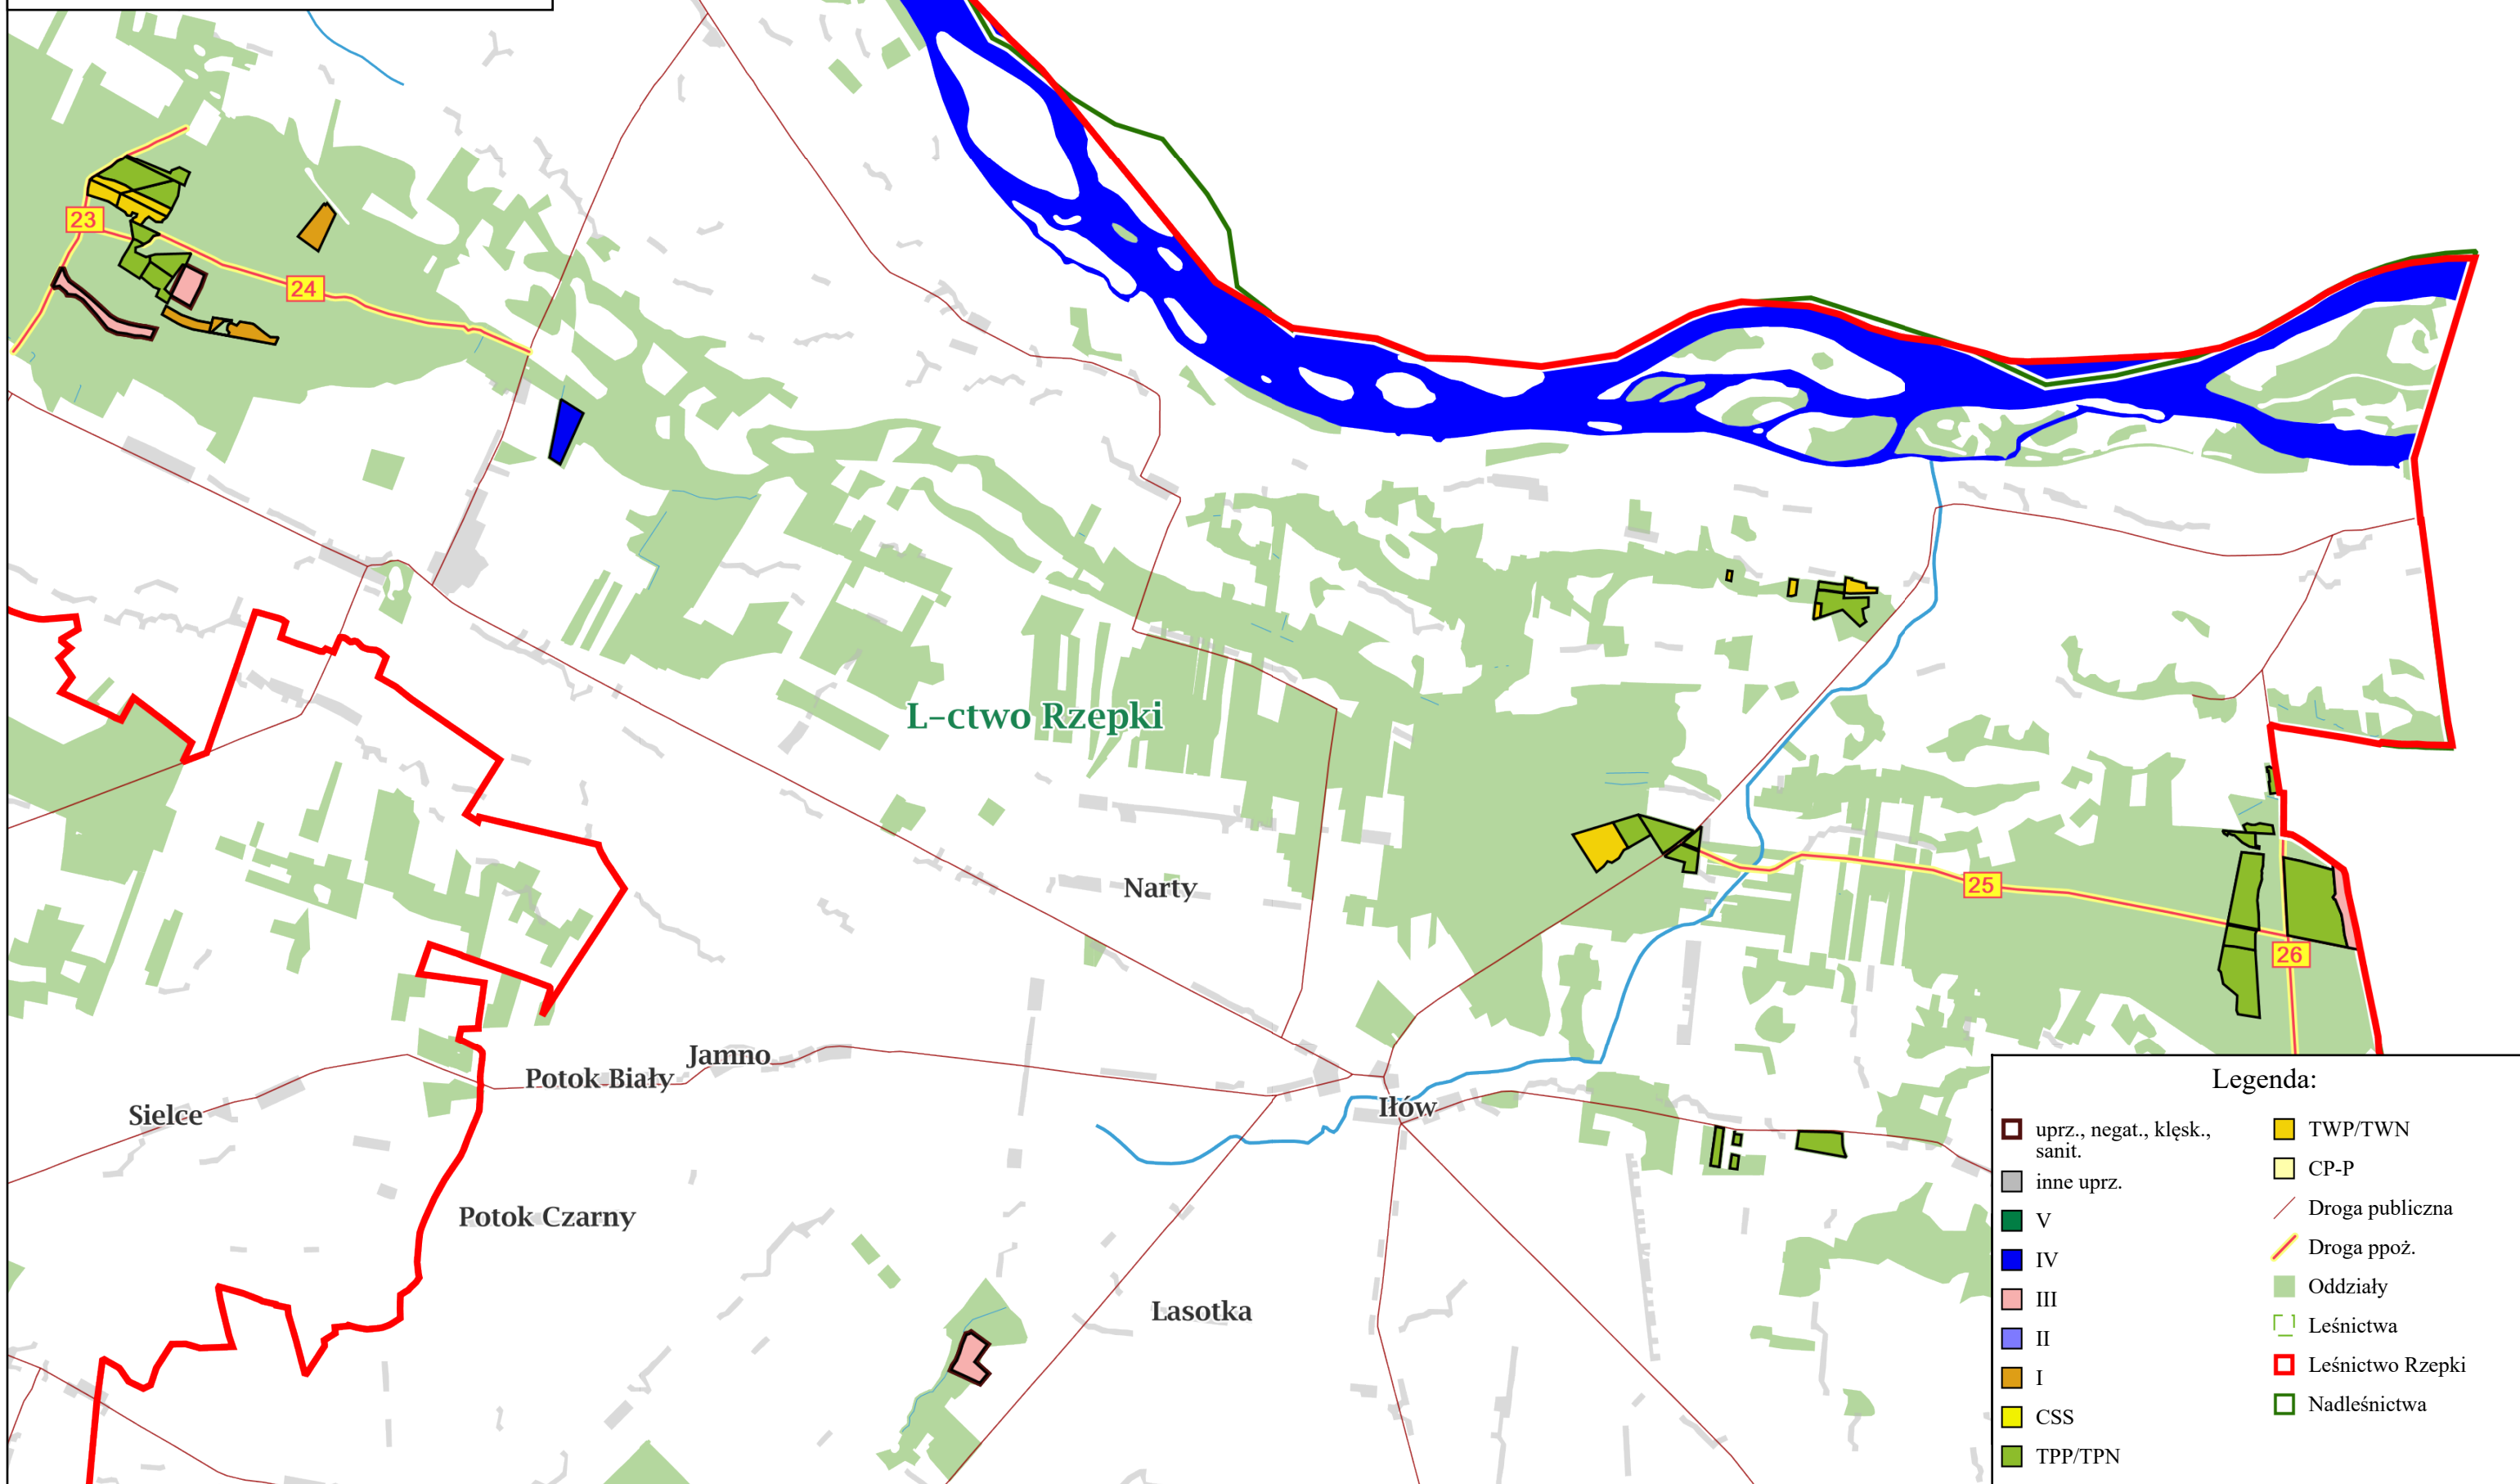 23
24
L-ctwo Rzepki
Narty
25
26
Jamno
Potok Biały
Sielce
Iłów
Potok Czarny
Lasotka
Legenda:
uprz., negat., klęsk.,
sanit.
inne uprz.
V
IV
III
II
I
CSS
TPP/TPN
TWP/TWN
CP-P
Droga publiczna
Droga ppoż.
Oddziały
Leśnictwa
Leśnictwo Rzepki
Nadleśnictwa